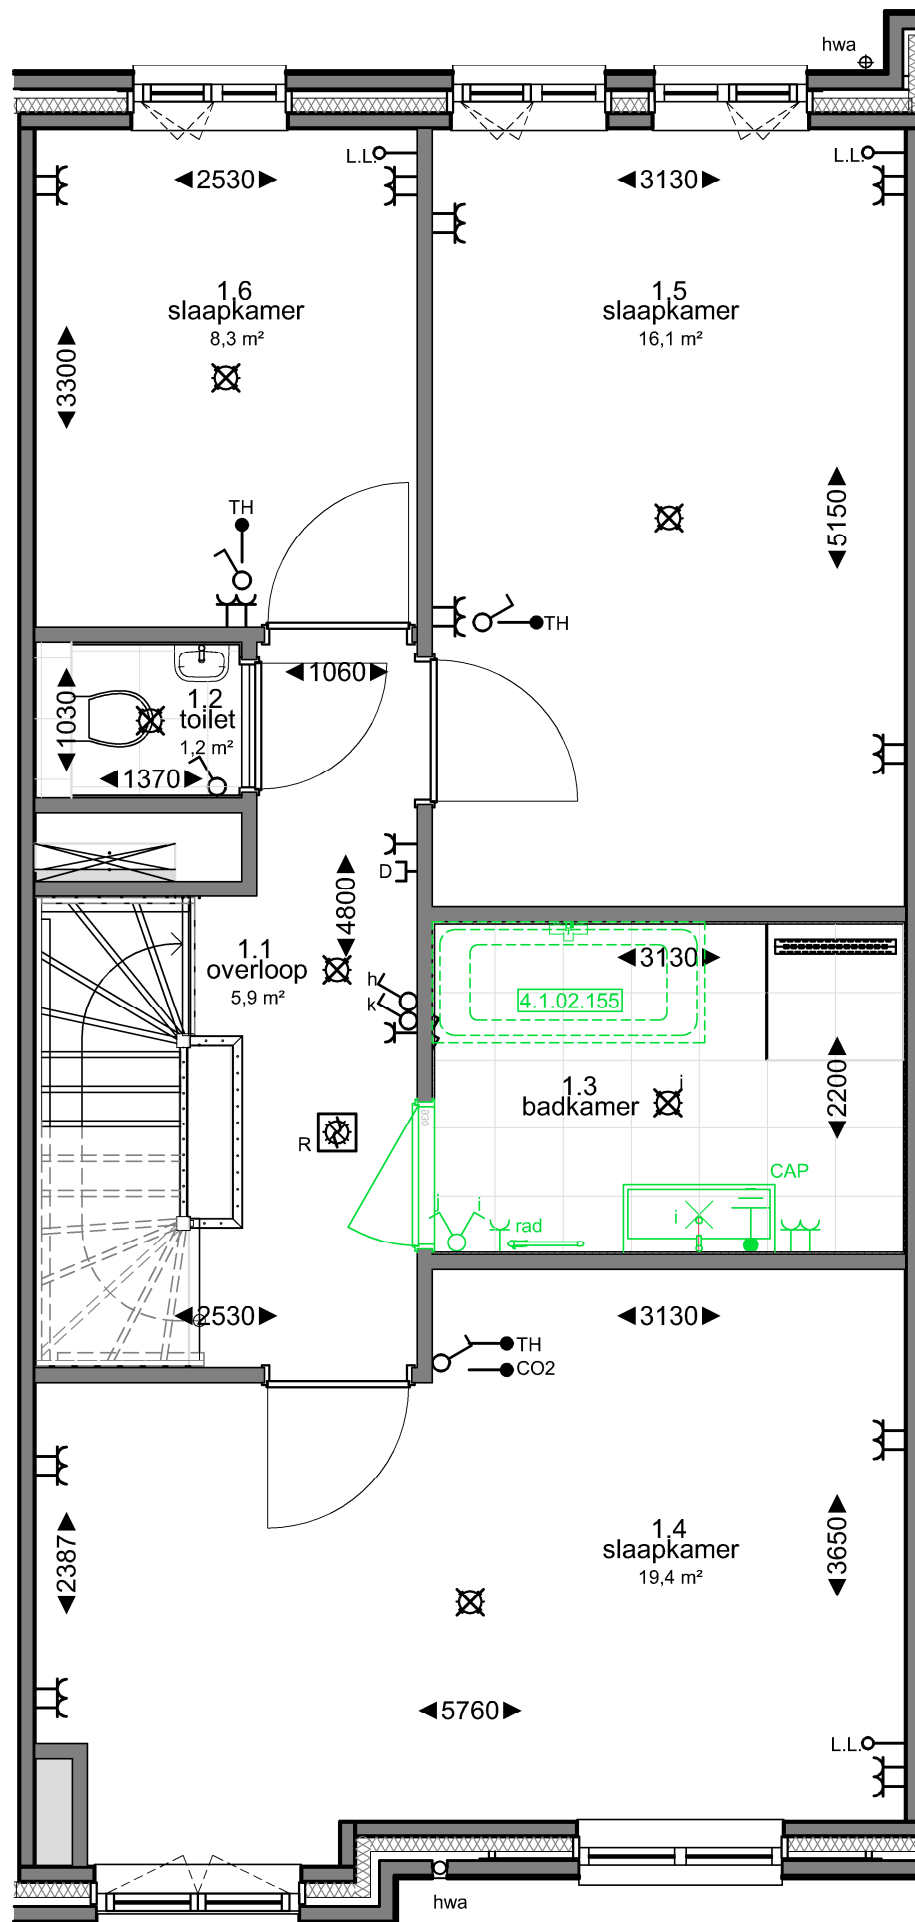 hwa
L.L.
2530
L.L.
3130
1.6
slaapkamer
8,3 m²
1.5
slaapkamer
16,1 m²
3300
5150
TH
TH
1060
1.2
toilet
1,2 m²
1030
1370
D
4800
1.1
overloop
5,9 m²
h
k
3130
4.1.02.155
1.3
badkamer
i
2200
R
830
CAP
i
i
rad
i
2530
3130
TH
CO2
1.4
slaapkamer
19,4 m²
2387
3650
5760
L.L.
hwa